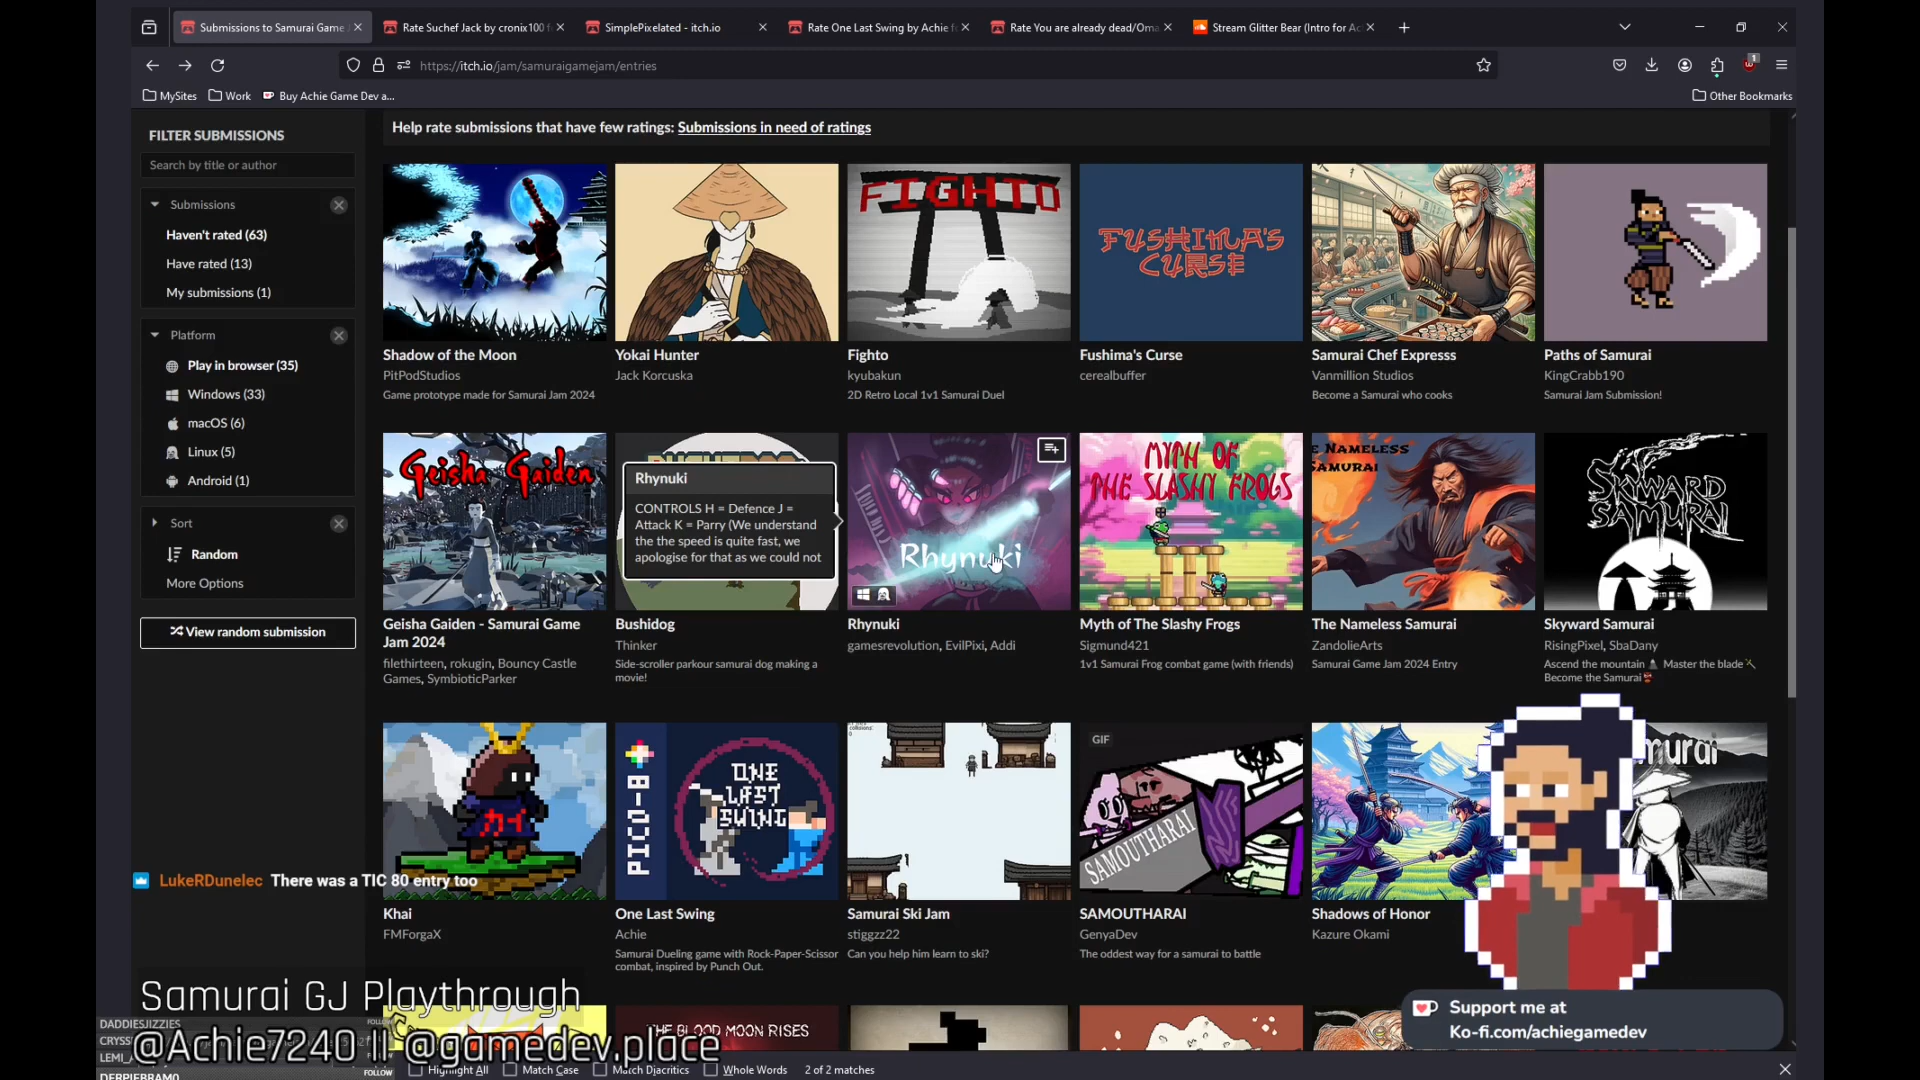 Submissions to Samurai Game J
Rate Suchef Jack by cronix100 f
SimplePixelated - itch.io
Rate One Last Swing by Achie fo
Rate You are already dead/Oma
Stream Glitter Bear (Intro for Ac
https://itch.io/jam/samuraigamejam/entries
1
MySites
Work
Buy Achie Game Dev a...
Other Bookmarks
FILTER SUBMISSIONS
Search by title or author
Submissions
Haven't rated (63)
Have rated (13)
My submissions (1)
Platform
Play in browser (35)
Windows (33)
macOS (6)
Linux (5)
Android (1)
Sort
Random
More Options
View random submission
Help rate submissions that have few ratings: Submissions in need of ratings
FIGHTO
FUSHIMA'S
CURSE
Shadow of the Moon
PitPodStudios
Game prototype made for Samurai Jam 2024
Yokai Hunter
Jack Korcuska
Fighto
kyubakun
2D Retro Local 1v1 Samurai Duel
Fushima's Curse
cerealbuffer
Samurai Chef Expresss
Vanmillion Studios
Become a Samurai who cooks
Paths of Samurai
KingCrabb190
Samurai Jam Submission!
Geisha Gaiden
Rhynuki
CONTROLS H = Defence J =
Attack K = Parry (We understand
the the speed is quite fast, we
apologise for that as we could not
Rhynuki
MYTH OF
THE SLASHY FROGS
E NAMELESS
SAMURAI
SKYWARD
SAMURAI
Geisha Gaiden - Samurai Game
Jam 2024
filethirteen, rokugin, Bouncy Castle
Games, SymbioticParker
Bushidog
Thinker
Side-scroller parkour samurai dog making a
movie!
Rhynuki
gamesrevolution, EvilPixi, Addi
Myth of The Slashy Frogs
Sigmund421
1v1 Samurai Frog combat game (with friends)
The Nameless Samurai
ZandolieArts
Samurai Game Jam 2024 Entry
Skyward Samurai
RisingPixel, SbaDany
Ascend the mountain Master the blade
Become the Samurai
カイ
PICO-8
ONE
LAST
SWING
GIF
SAMOUTHARAI
murai
LukeRDunelec There was a TIC 80 entry too
Khai
FMForgaX
One Last Swing
Achie
Samurai Dueling game with Rock-Paper-Scissor
combat, inspired by Punch Out.
Samurai Ski Jam
stiggzz22
Can you help him learn to ski?
SAMOUTHARAI
GenyaDev
The oddest way for a samurai to battle
Shadows of Honor
Kazure Okami
Samurai GJ Playthrough
@Achie7240 || @gamedev.place
THE BLOOD MOON RISES
Support me at
Ko-fi.com/achiegamedev
DADDIESJIZZIES
CRYSS
LEMI_A
DERPIEBRAM0
FOLLOW
Highlight All
Match Case
Match Diacritics
Whole Words
2 of 2 matches